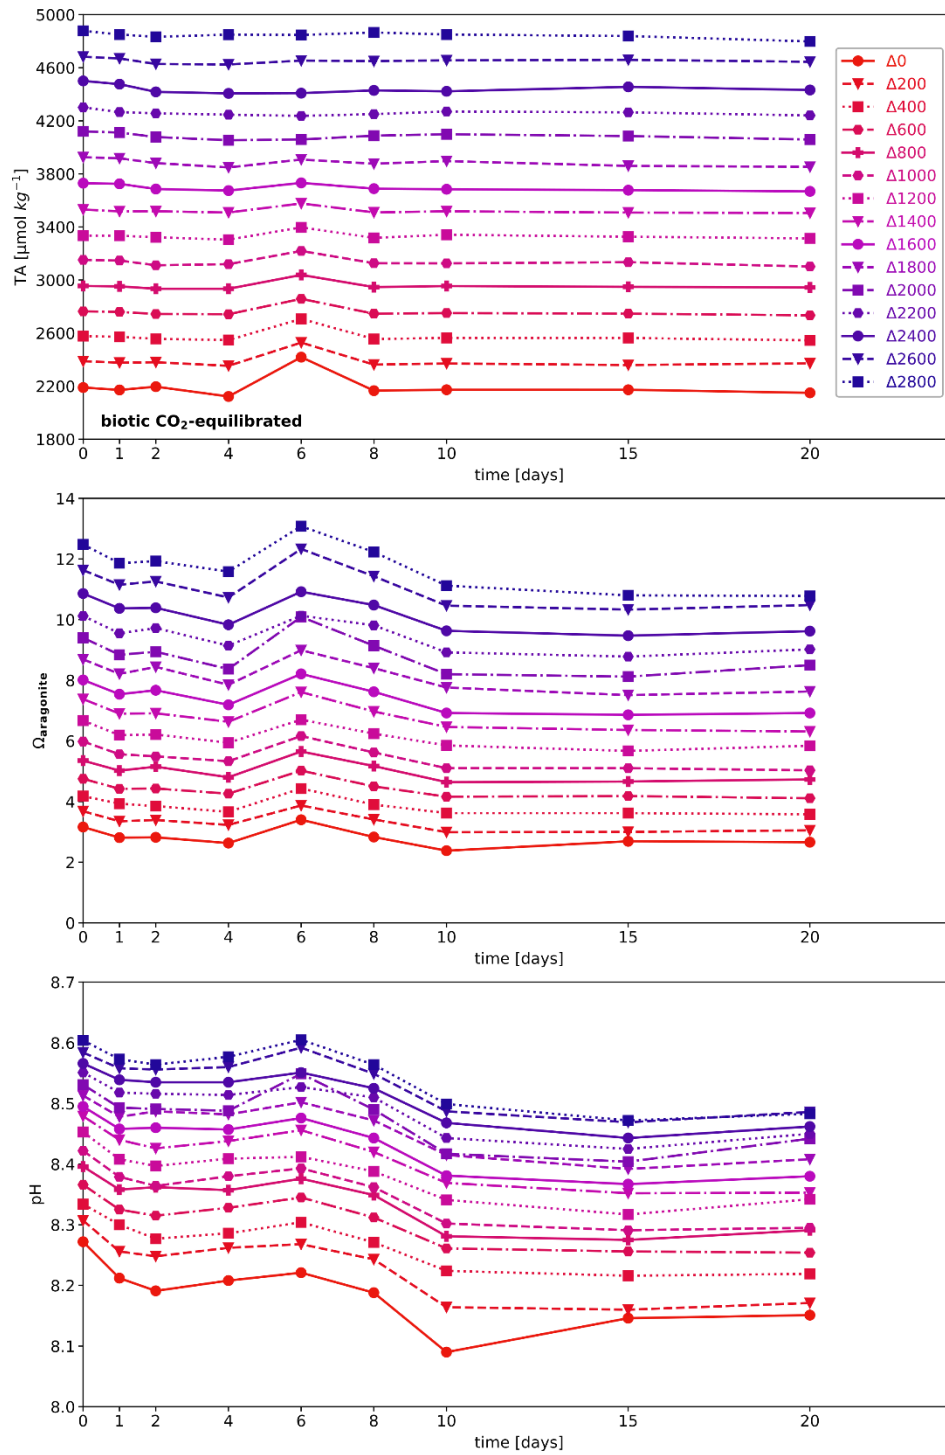 5000
4600
4200
3800
3400
3000
2600
2200
1800
TA [μmol kg⁻¹]
Δ0
Δ200
Δ400
Δ600
Δ800
Δ1000
Δ1200
Δ1400
Δ1600
Δ1800
Δ2000
Δ2200
Δ2400
Δ2600
Δ2800
biotic CO₂-equilibrated
0 1 2 4 6 8 10 15 20
time [days]
14
12
10
8
6
4
2
0
Ωaragonite
0 1 2 4 6 8 10 15 20
time [days]
8.7
8.6
8.5
8.4
8.3
8.2
8.1
8.0
pH
0 1 2 4 6 8 10 15 20
time [days]